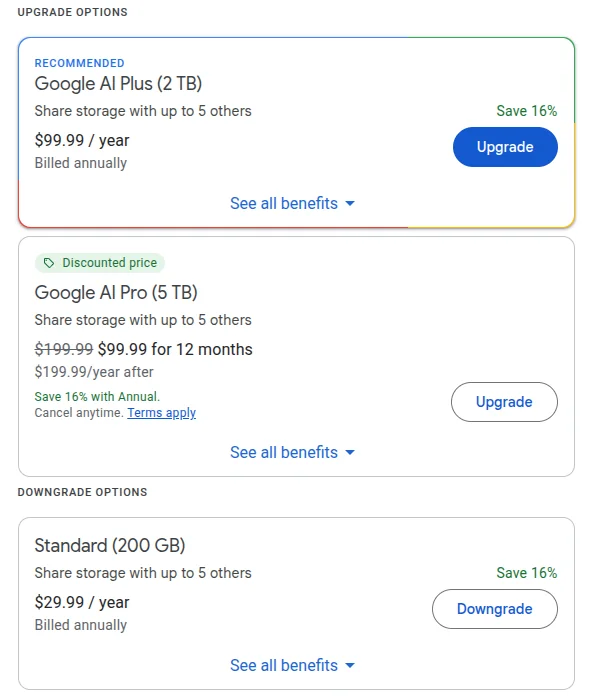 UPGRADE OPTIONS
RECOMMENDED
Google AI Plus (2 TB)
Share storage with up to 5 others
Save 16%
$99.99 / year
Billed annually
Upgrade
See all benefits
Discounted price
Google AI Pro (5 TB)
Share storage with up to 5 others
$199.99 $99.99 for 12 months
$199.99/year after
Save 16% with Annual.
Cancel anytime. Terms apply
Upgrade
See all benefits
DOWNGRADE OPTIONS
Standard (200 GB)
Share storage with up to 5 others
Save 16%
$29.99 / year
Billed annually
Downgrade
See all benefits